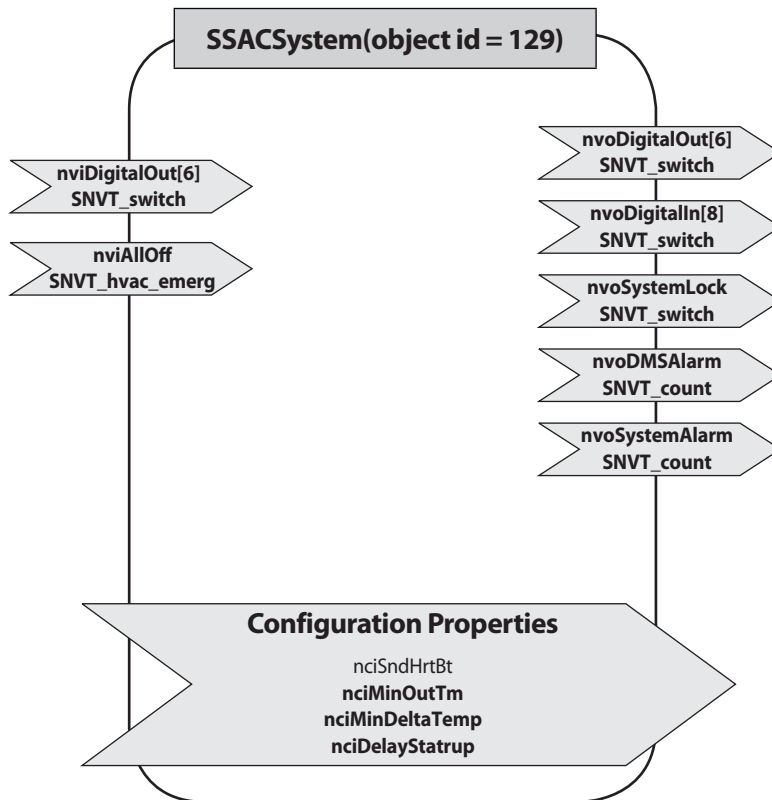 SSACSystem(object id = 129)
nviDigitalOut[6]
SNVT_switch
nviAllOff
SNVT_hvac_emerg
nvoDigitalOut[6]
SNVT_switch
nvoDigitalIn[8]
SNVT_switch
nvoSystemLock
SNVT_switch
nvoDMSAlarm
SNVT_count
nvoSystemAlarm
SNVT_count
Configuration Properties
nciSndHrtBt
nciMinOutTm
nciMinDeltaTemp
nciDelayStatrup